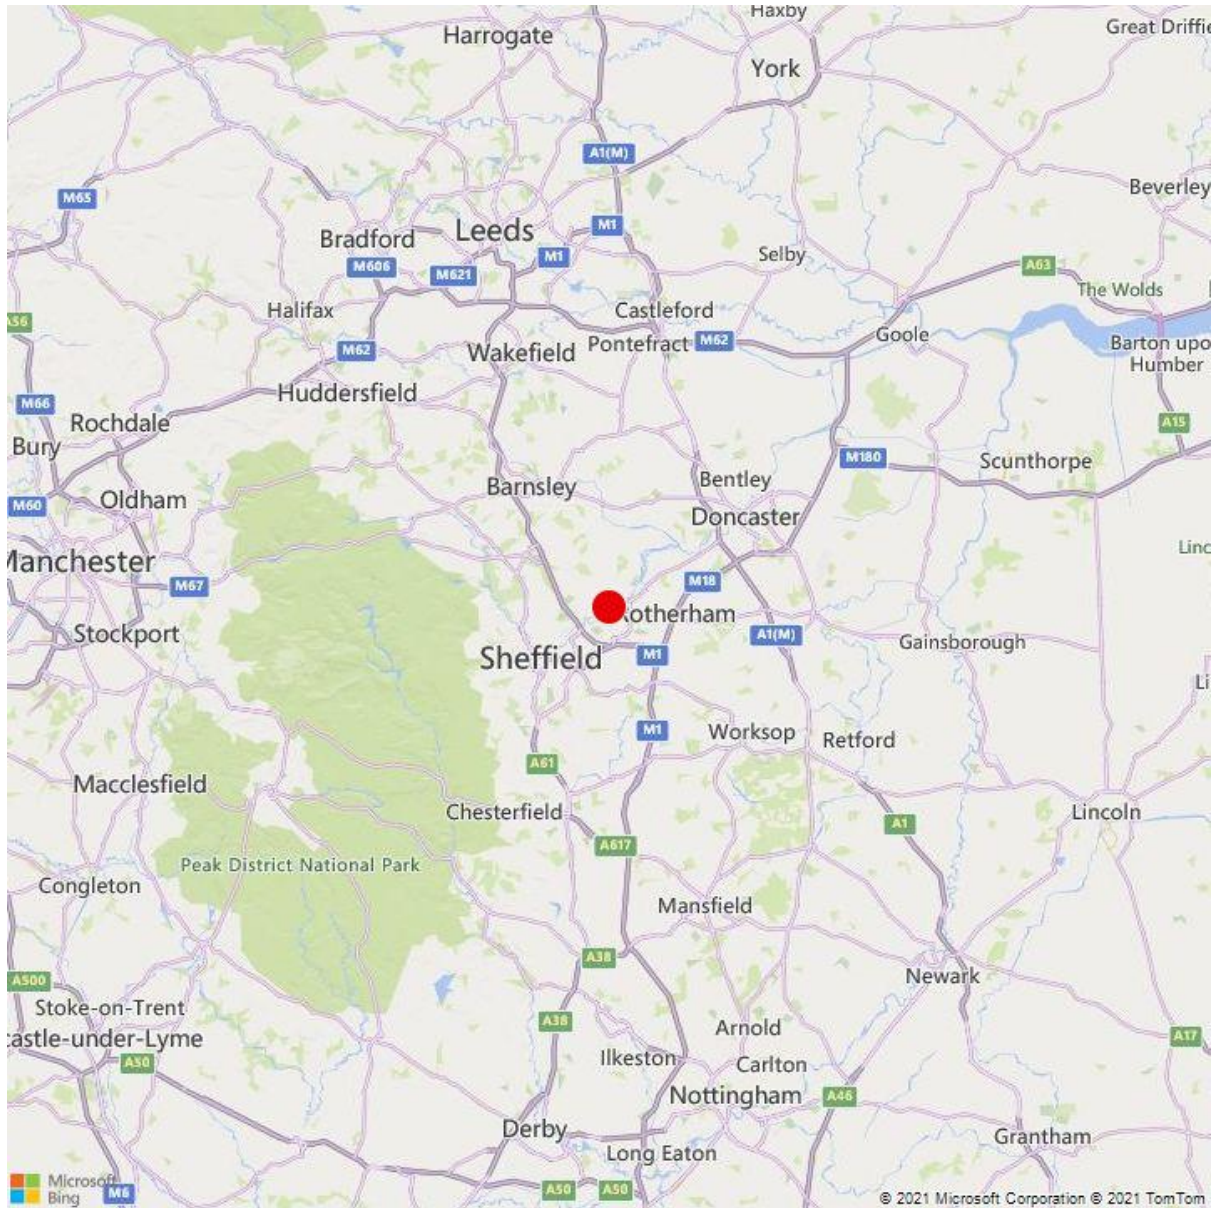 Haxby
Harrogate
Great Driffie
York
A1(M)
M65
Beverley
M1
Leeds
Bradford
M1
Selby
M606
M621
A63
The Wolds
Halifax
Castleford
A56
Goole
M62
Wakefield
Pontefract
M62
Barton upo
Humber
Huddersfield
M66
Rochdale
A15
Bury
M180
Scunthorpe
Bentley
Barnsley
M60
Oldham
Doncaster
Linc
Manchester
M67
M18
Rotherham
Stockport
A1(M)
Gainsborough
Sheffield
M1
Li
M1
Worksop
Retford
A61
Macclesfield
Chesterfield
Lincoln
A1
A617
Peak District National Park
Congleton
Mansfield
A38
A500
Newark
Stoke-on-Trent
A38
Arnold
castle-under-Lyme
A17
A50
Ilkeston
Carlton
Nottingham
A46
Derby
Grantham
Long Eaton
Microsoft
Bing
M6
A50
A50
© 2021 Microsoft Corporation © 2021 TomTom